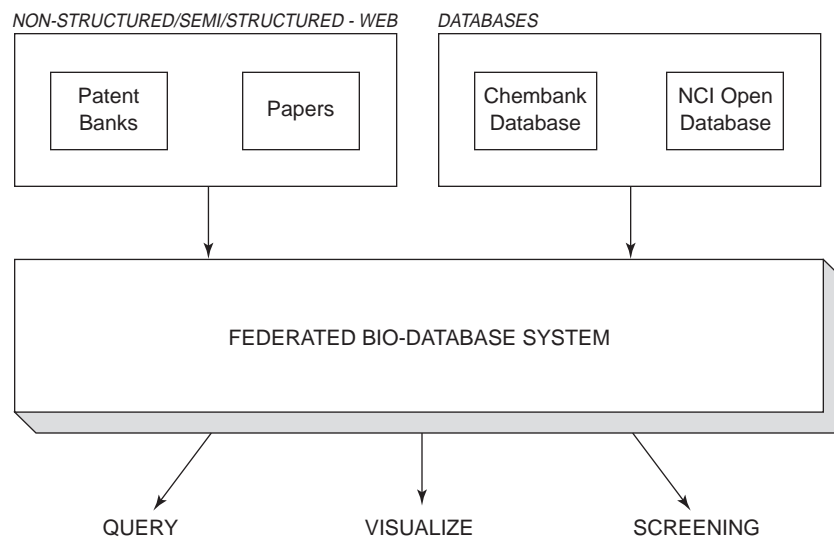 NON-STRUCTURED/SEMI/STRUCTURED - WEB
Patent
Banks
Papers
DATABASES
Chembank
Database
NCI Open
Database
FEDERATED BIO-DATABASE SYSTEM
QUERY
VISUALIZE
SCREENING